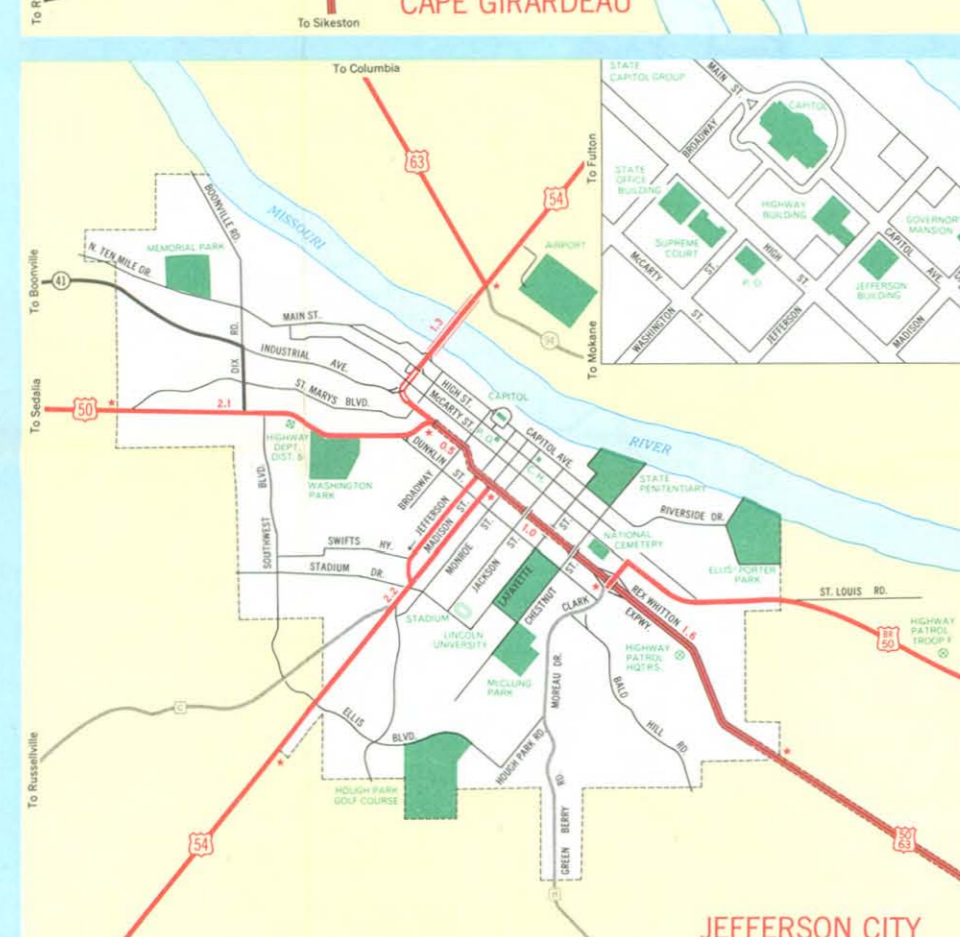 To R
To Sikeston
CAPE GIRARDEAU
To Columbia
63
54
To Fulton
MISSOURI
AIRPORT
1.3
94
To Mokane
BOONVILLE RD.
MEMORIAL PARK
N. TEN MILE DR.
To Boonville
41
MAIN ST.
INDUSTRIAL AVE.
DIX RD.
ST. MARYS BLVD.
To Sedalia
50
2.1
HIGHWAY
DEPT.
DIST. 5
WASHINGTON
PARK
HIGH ST.
McCARTY ST.
CAPITOL
CAPITOL AVE.
P.O.
C.H.
0.5
DUNKLIN ST.
BROADWAY
JEFFERSON
MADISON ST.
MONROE ST.
JACKSON ST.
ST.
1.0
RIVER
STATE
PENITENTIARY
RIVERSIDE DR.
NATIONAL
CEMETERY
ELLIS-PORTER
PARK
SOUTHWEST BLVD.
SWIFTS HY.
STADIUM DR.
2.2
STADIUM
LINCOLN
UNIVERSITY
LAFAYETTE
CHESTNUT ST.
CLARK
McCLUNG
PARK
REX WHITTON
EXPWY.
1.6
ST. LOUIS RD.
BR
50
HIGHWAY
PATROL
TROOP F
HIGHWAY
PATROL
HQTRS.
MOREAU DR.
BALD HILL RD.
C
To Russellville
ELLIS BLVD.
HOUGH PARK RD.
HOUGH PARK
GOLF COURSE
GREEN BERRY RD.
54
50
63
JEFFERSON CITY
STATE
CAPITOL GROUP
MAIN ST.
CAPITOL
BROADWAY
STATE
OFFICE
BUILDING
HIGHWAY
BUILDING
GOVERNOR'S
MANSION
SUPREME
COURT
McCARTY ST.
HIGH ST.
P.O.
CAPITOL AVE.
JEFFERSON
BUILDING
WASHINGTON ST.
JEFFERSON
MADISON